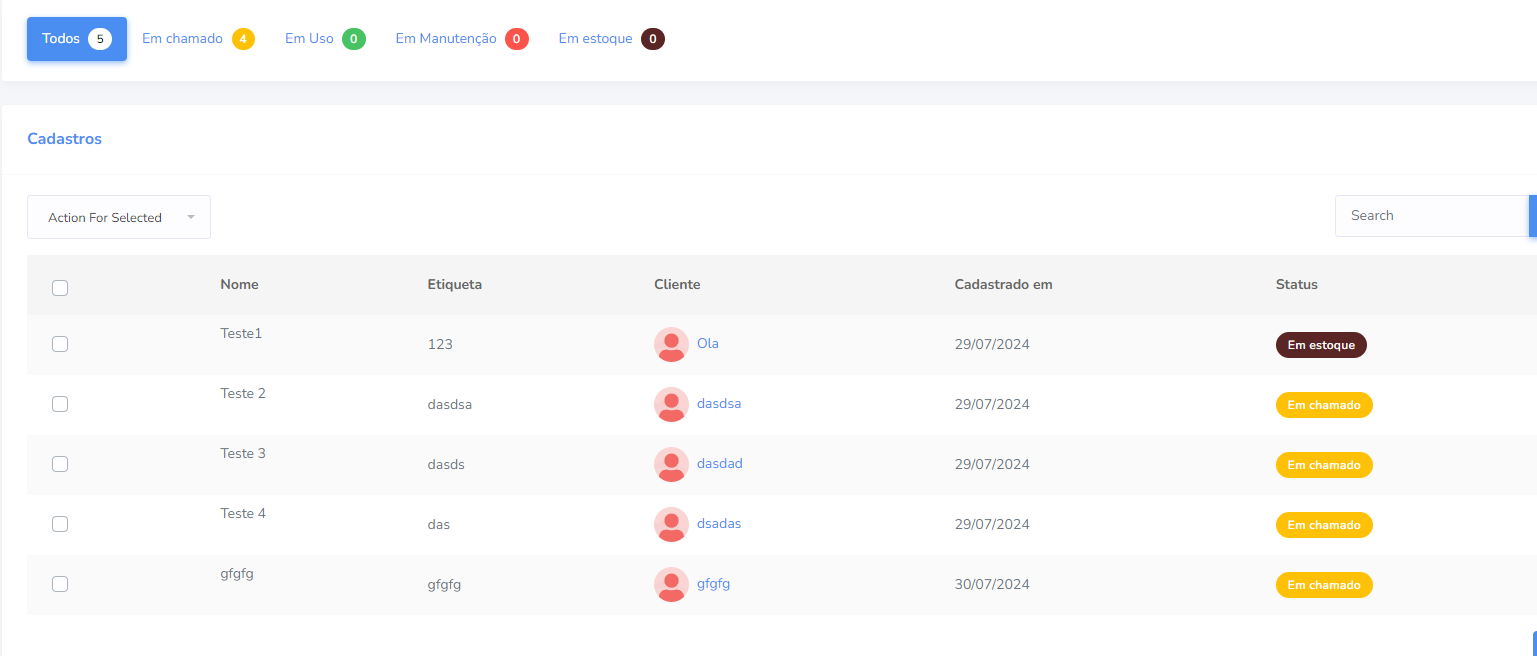 Todos 5 Em chamado 4 Em Uso 0 Em Manutenção 0 Em estoque 0
Cadastros
Action For Selected Search
Nome Etiqueta Cliente Cadastrado em Status
Teste1 123 Ola 29/07/2024 Em estoque
Teste 2 dasdsa dasdsa 29/07/2024 Em chamado
Teste 3 dasds dasdad 29/07/2024 Em chamado
Teste 4 das dsadas 29/07/2024 Em chamado
gfgfg gfgfg gfgfg 30/07/2024 Em chamado